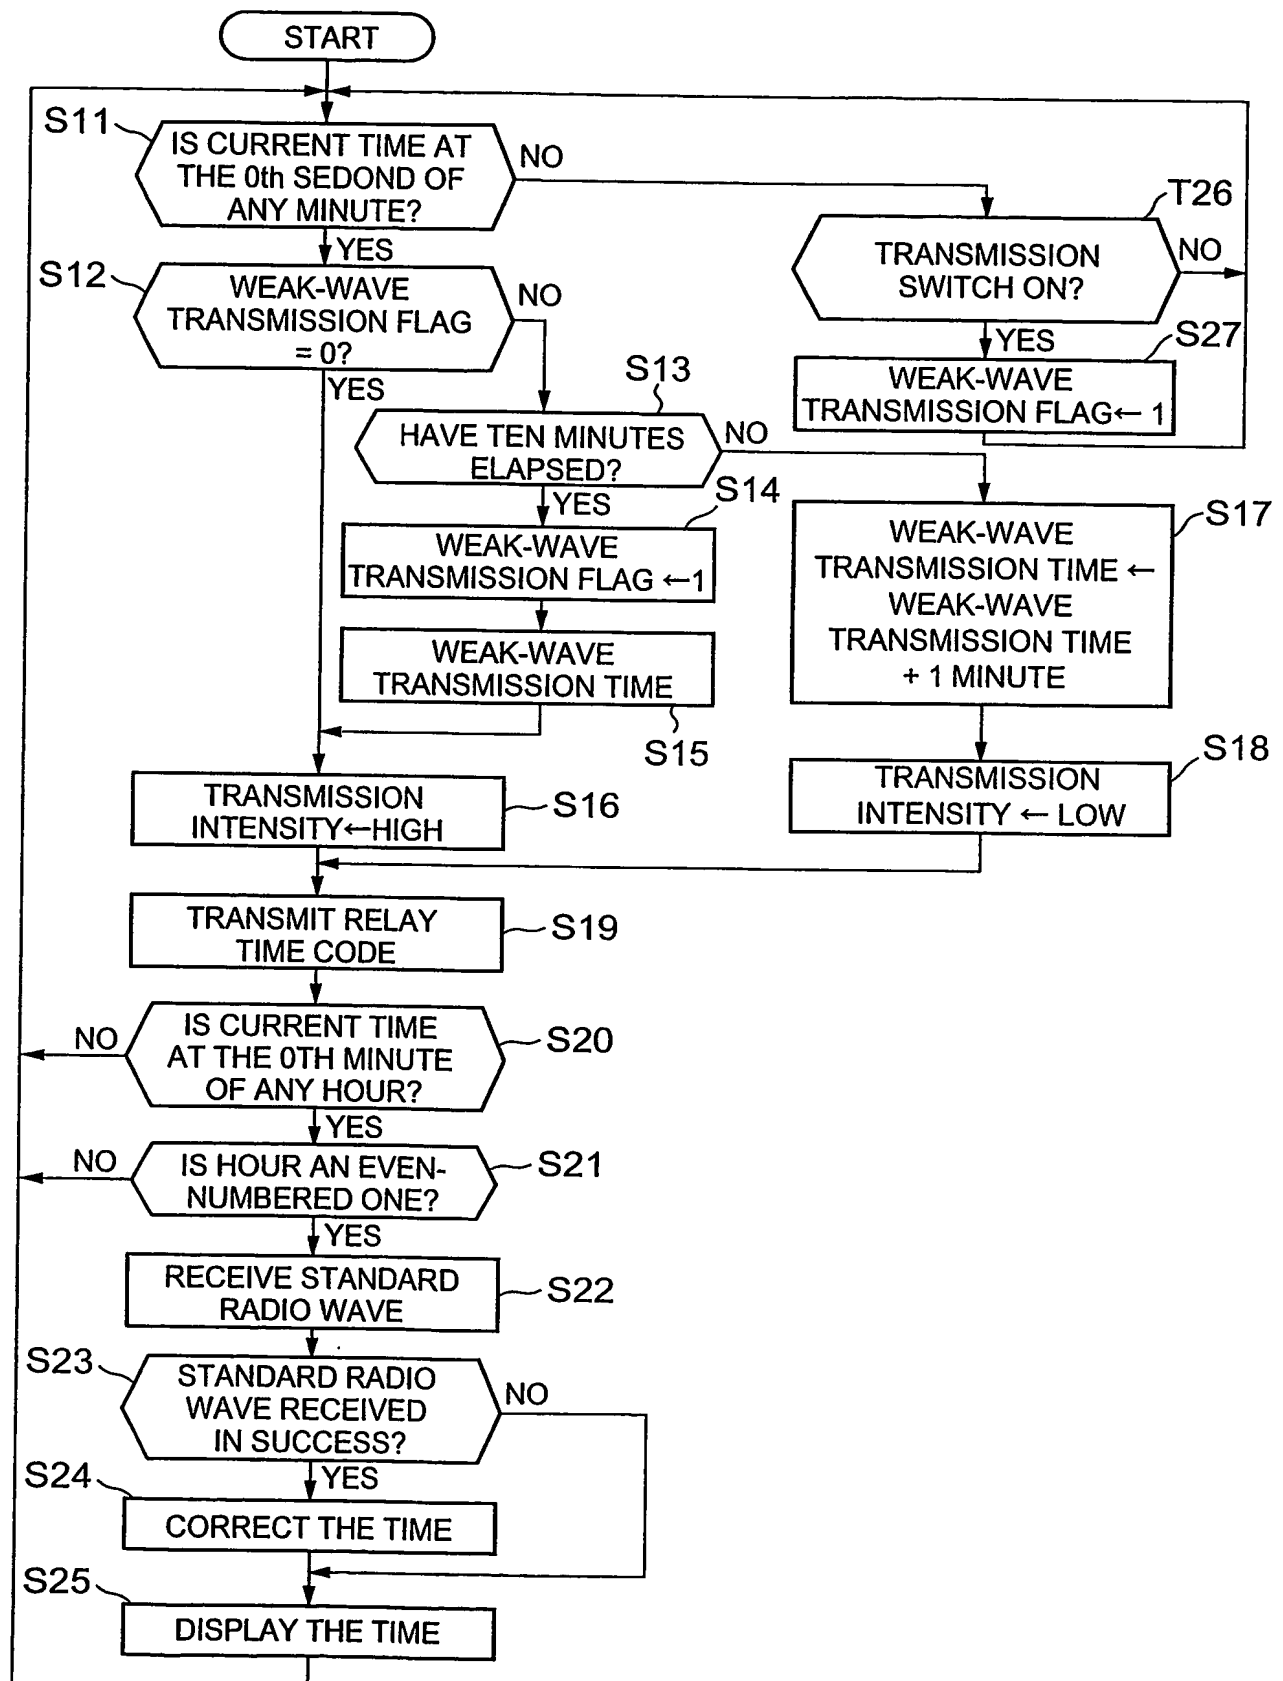 START
S11
IS CURRENT TIME AT
THE 0th SEDOND OF
ANY MINUTE?
NO
YES
T26
TRANSMISSION
SWITCH ON?
NO
YES
S27
WEAK-WAVE
TRANSMISSION FLAG← 1
S12
WEAK-WAVE
TRANSMISSION FLAG
= 0?
NO
YES
S13
HAVE TEN MINUTES
ELAPSED?
NO
YES
S14
WEAK-WAVE
TRANSMISSION FLAG ←1
WEAK-WAVE
TRANSMISSION TIME
S15
S17
WEAK-WAVE
TRANSMISSION TIME ←
WEAK-WAVE
TRANSMISSION TIME
+ 1 MINUTE
S18
TRANSMISSION
INTENSITY ← LOW
TRANSMISSION
INTENSITY←HIGH
S16
TRANSMIT RELAY
TIME CODE
S19
IS CURRENT TIME
AT THE 0TH MINUTE
OF ANY HOUR?
S20
NO
YES
IS HOUR AN EVEN-
NUMBERED ONE?
S21
NO
YES
RECEIVE STANDARD
RADIO WAVE
S22
S23
STANDARD RADIO
WAVE RECEIVED
IN SUCCESS?
NO
YES
S24
CORRECT THE TIME
S25
DISPLAY THE TIME